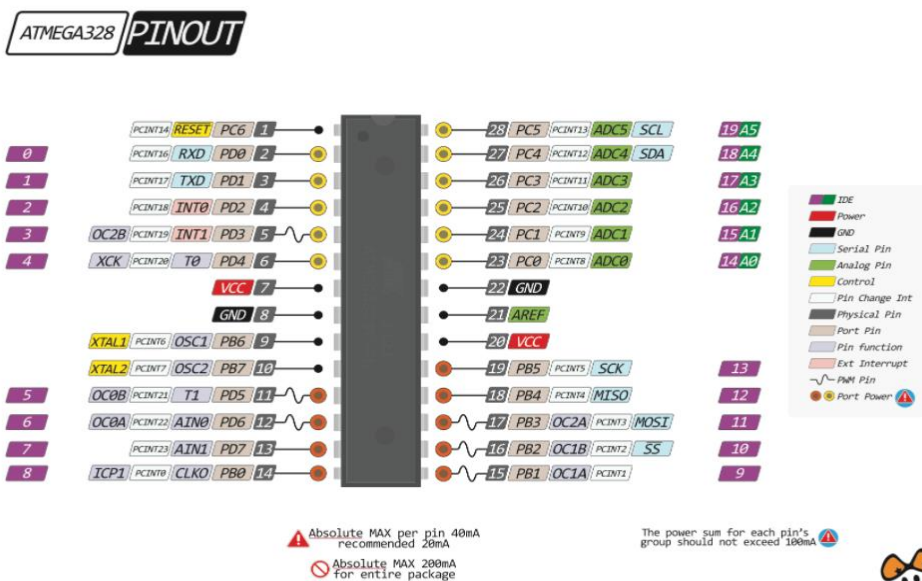 ATMEGA328 PINOUT
PCINT14 RESET PC6 1
0 PCINT16 RXD PD0 2
1 PCINT17 TXD PD1 3
2 PCINT18 INT0 PD2 4
3 OC2B PCINT19 INT1 PD3 5
4 XCK PCINT20 T0 PD4 6
VCC 7
GND 8
XTAL1 PCINT6 OSC1 PB6 9
XTAL2 PCINT7 OSC2 PB7 10
5 OC0B PCINT21 T1 PD5 11
6 OC0A PCINT22 AIN0 PD6 12
7 PCINT23 AIN1 PD7 13
8 ICP1 PCINT0 CLKO PB0 14
28 PC5 PCINT13 ADC5 SCL 19 A5
27 PC4 PCINT12 ADC4 SDA 18 A4
26 PC3 PCINT11 ADC3 17 A3
25 PC2 PCINT10 ADC2 16 A2
24 PC1 PCINT9 ADC1 15 A1
23 PC0 PCINT8 ADC0 14 A0
22 GND
21 AREF
20 VCC
19 PB5 PCINT5 SCK 13
18 PB4 PCINT4 MISO 12
17 PB3 OC2A PCINT3 MOSI 11
16 PB2 OC1B PCINT2 SS 10
15 PB1 OC1A PCINT1 9
IDE
Power
GND
Serial Pin
Analog Pin
Control
Pin Change Int
Physical Pin
Port Pin
Pin function
Ext Interrupt
PWM Pin
Port Power
Absolute MAX per pin 40mA
recommended 20mA
Absolute MAX 200mA
for entire package
The power sum for each pin's
group should not exceed 100mA